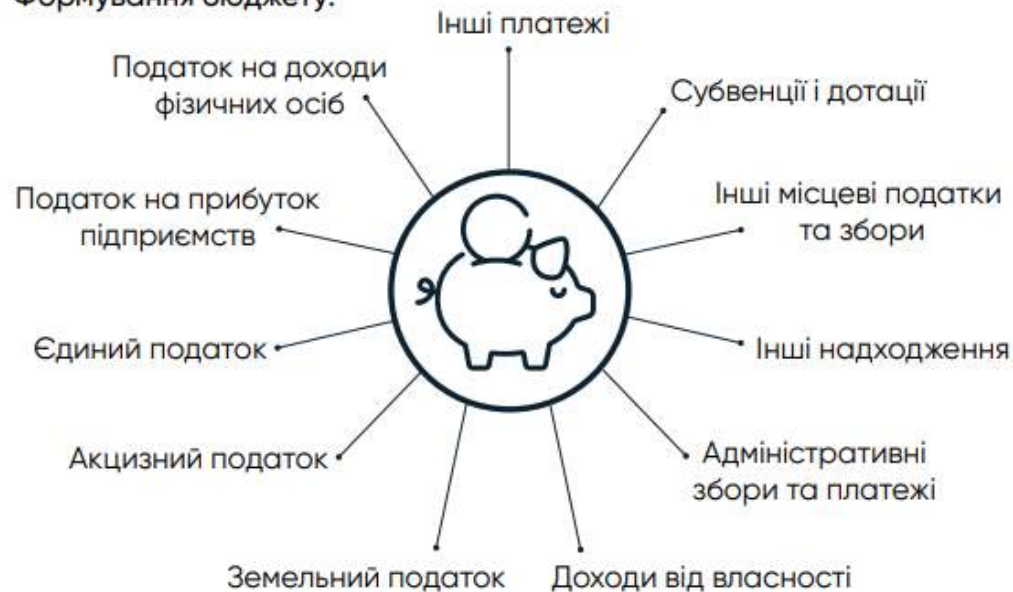 Формування бюджету:
Інші платежі
Податок на доходи
фізичних осіб
Субвенції і дотації
Податок на прибуток
підприємств
Інші місцеві податки
та збори
Єдиний податок
Інші надходження
Акцизний податок
Адміністративні
збори та платежі
Земельний податок
Доходи від власності